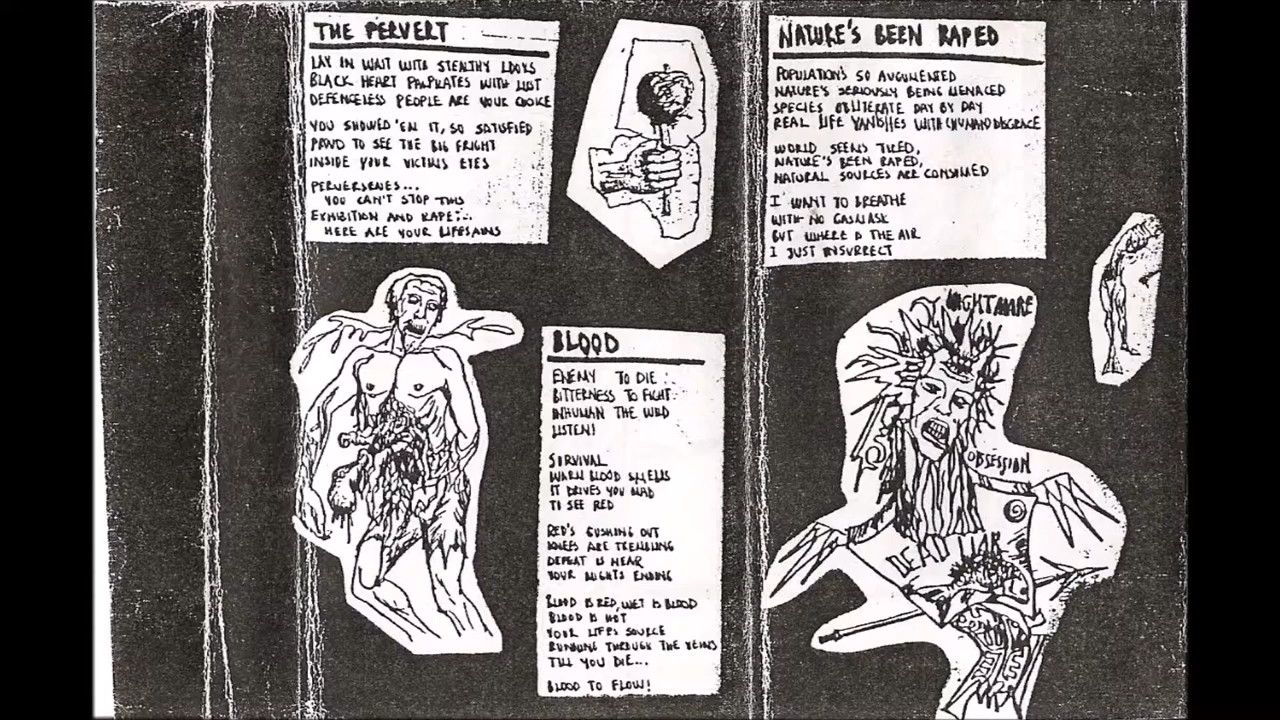 THE PERVERT
LAY IN WAIT WITH STEALTHY LOOKS
BLACK HEART PALPITATES WITH LUST
DEFENCELESS PEOPLE ARE YOUR CHOICE
YOU SHOWED 'EM IT, SO SATISFIED
TO SEE THE BIG FRIGHT
INSIDE YOUR VICTIMS EYES
PERVERSENES...
YOU CAN'T STOP THIS
EXHIBITION AND RAPE...
HERE ARE YOUR
NATURE'S BEEN RAPED
POPULATION'S SO AUGMENTED
NATURE'S SERIOUSLY BEING MENACED
SPECIES OBLITERATE DAY BY DAY
REAL LIFE VANISHES WITH
WORLD SEEMS TIRED,
NATURE'S BEEN RAPED,
NATURAL SOURCES ARE CONSUMED
I WANT TO BREATHE
WITH NO GASMASK
BUT WHERE'S THE AIR
I JUST INSURRECT
BLOOD
ENEMY TO DIE
BITTERNESS TO FIGHT
INHUMAN THE
LISTEN!
SURVIVAL
WARM BLOOD SMELLS
IT DRIVES YOU MAD
TO SEE RED
RED'S GUSHING OUT
KNEES ARE TREMBLING
DEFEAT IS NEAR
YOUR NIGHTS ENDING
BLOOD IS RED, WET IS BLOOD
BLOOD IS HOT
YOUR LIFE'S SOURCE
RUNNING THROUGH THE VEINS
TILL YOU DIE...
BLOOD TO FLOW!
NIGHTMARE
OBSESSION